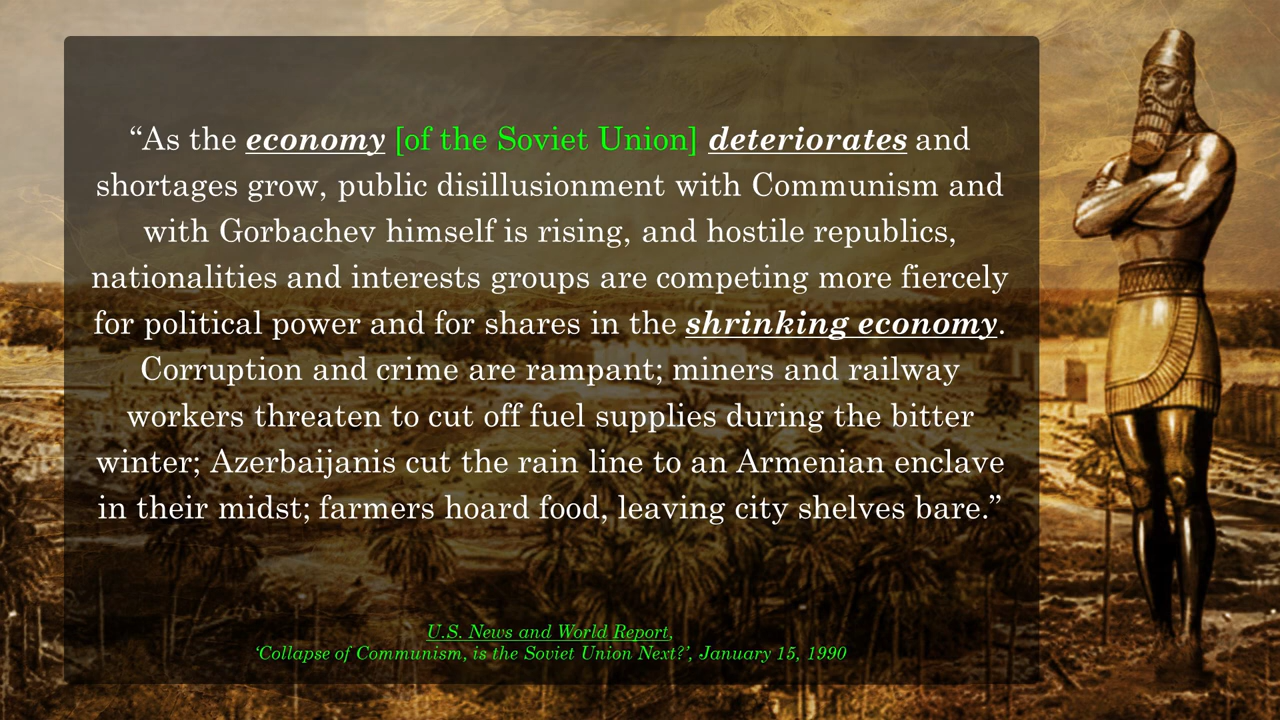 “As the economy [of the Soviet Union] deteriorates and
shortages grow, public disillusionment with Communism and
with Gorbachev himself is rising, and hostile republics,
nationalities and interests groups are competing more fiercely
for political power and for shares in the shrinking economy.
Corruption and crime are rampant; miners and railway
workers threaten to cut off fuel supplies during the bitter
winter; Azerbaijanis cut the rain line to an Armenian enclave
in their midst; farmers hoard food, leaving city shelves bare.”
U.S. News and World Report,
‘Collapse of Communism, is the Soviet Union Next?’, January 15, 1990